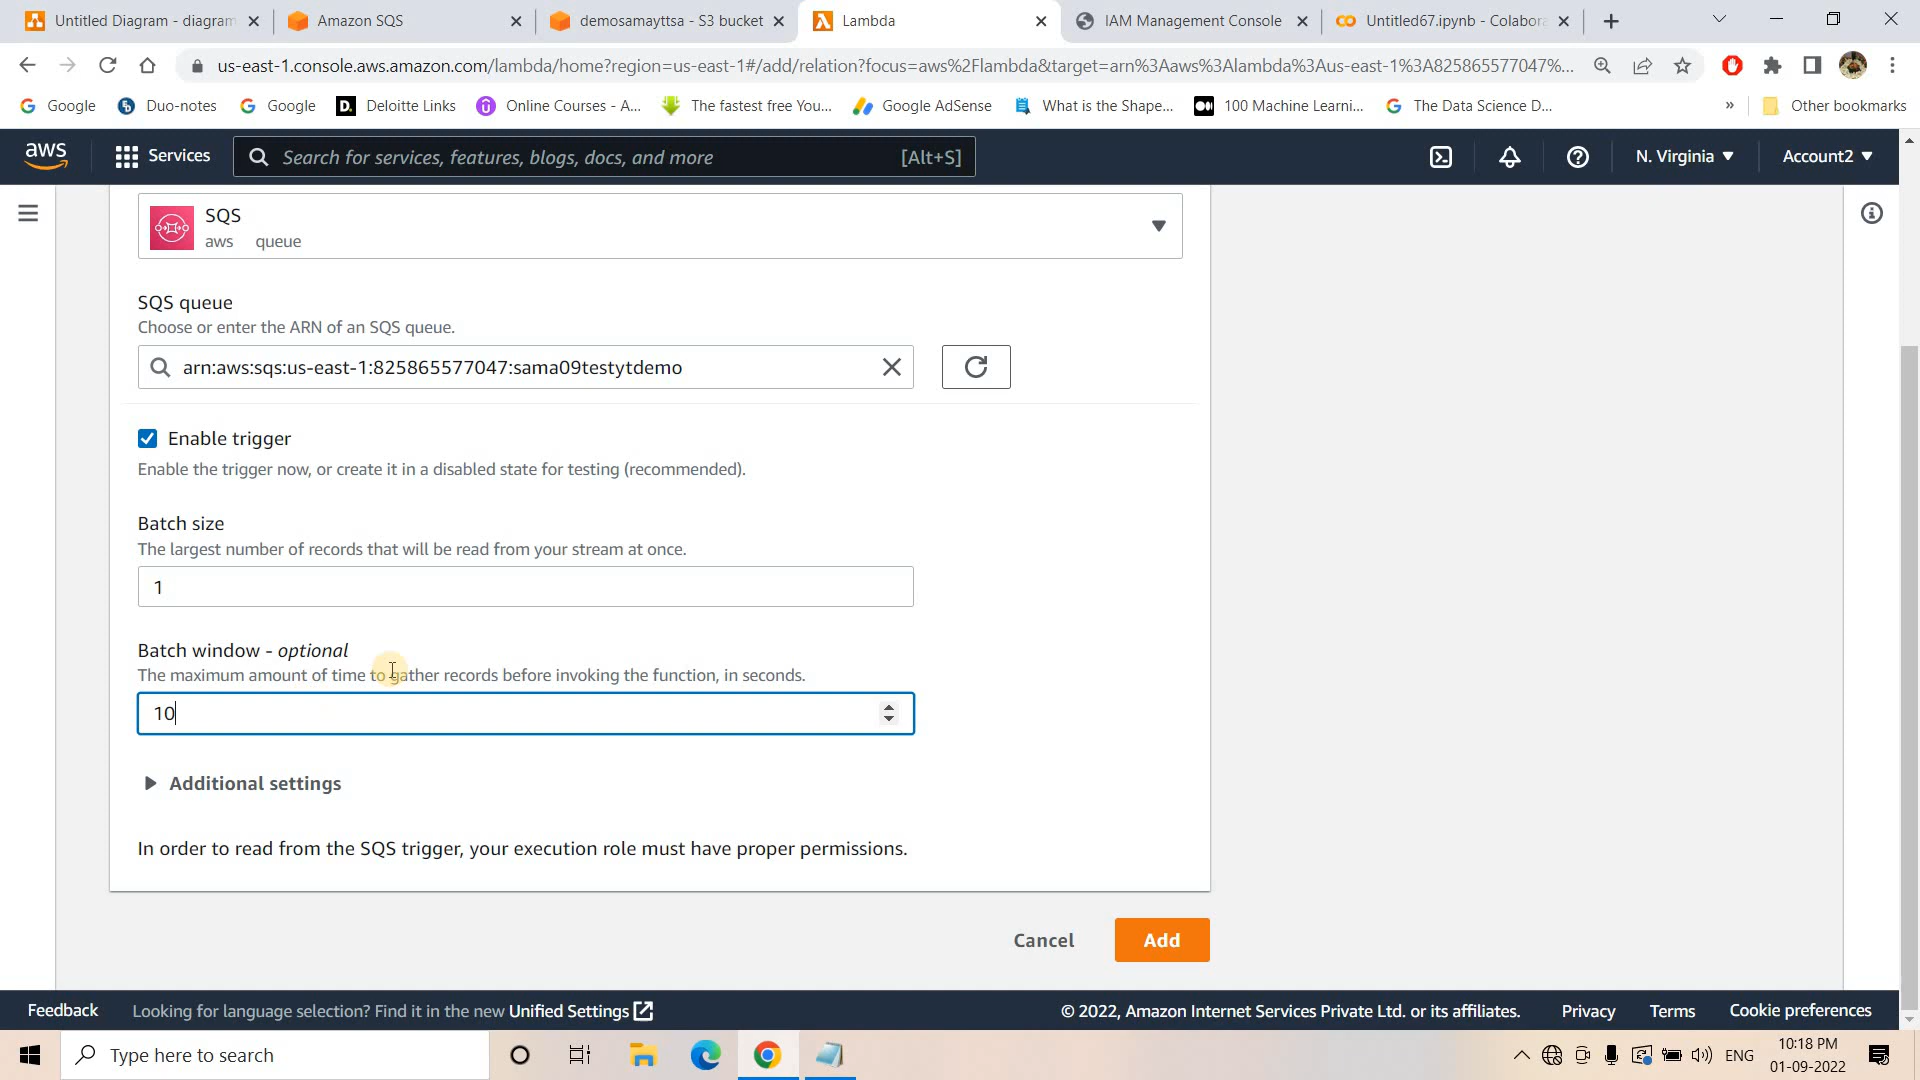 Untitled Diagram - diagram
Amazon SQS
demosamayttsa - S3 bucket
Lambda
IAM Management Console
Untitled67.ipynb - Colabora
us-east-1.console.aws.amazon.com/lambda/home?region=us-east-1#/add/relation?focus=aws%2Flambda&target=arn%3Aaws%3Alambda%3Aus-east-1%3A825865577047%...
Google
Duo-notes
Google
Deloitte Links
Online Courses - A...
The fastest free You...
Google AdSense
What is the Shape...
100 Machine Learni...
The Data Science D...
»
Other bookmarks
aws
Services
Search for services, features, blogs, docs, and more [Alt+S]
N. Virginia
Account2
SQS
aws queue
SQS queue
Choose or enter the ARN of an SQS queue.
arn:aws:sqs:us-east-1:825865577047:sama09testytdemo
Enable trigger
Enable the trigger now, or create it in a disabled state for testing (recommended).
Batch size
The largest number of records that will be read from your stream at once.
1
Batch window - optional
The maximum amount of time to gather records before invoking the function, in seconds.
10
Additional settings
In order to read from the SQS trigger, your execution role must have proper permissions.
Cancel
Add
Feedback
Looking for language selection? Find it in the new Unified Settings
© 2022, Amazon Internet Services Private Ltd. or its affiliates.
Privacy
Terms
Cookie preferences
Type here to search
ENG
10:18 PM
01-09-2022